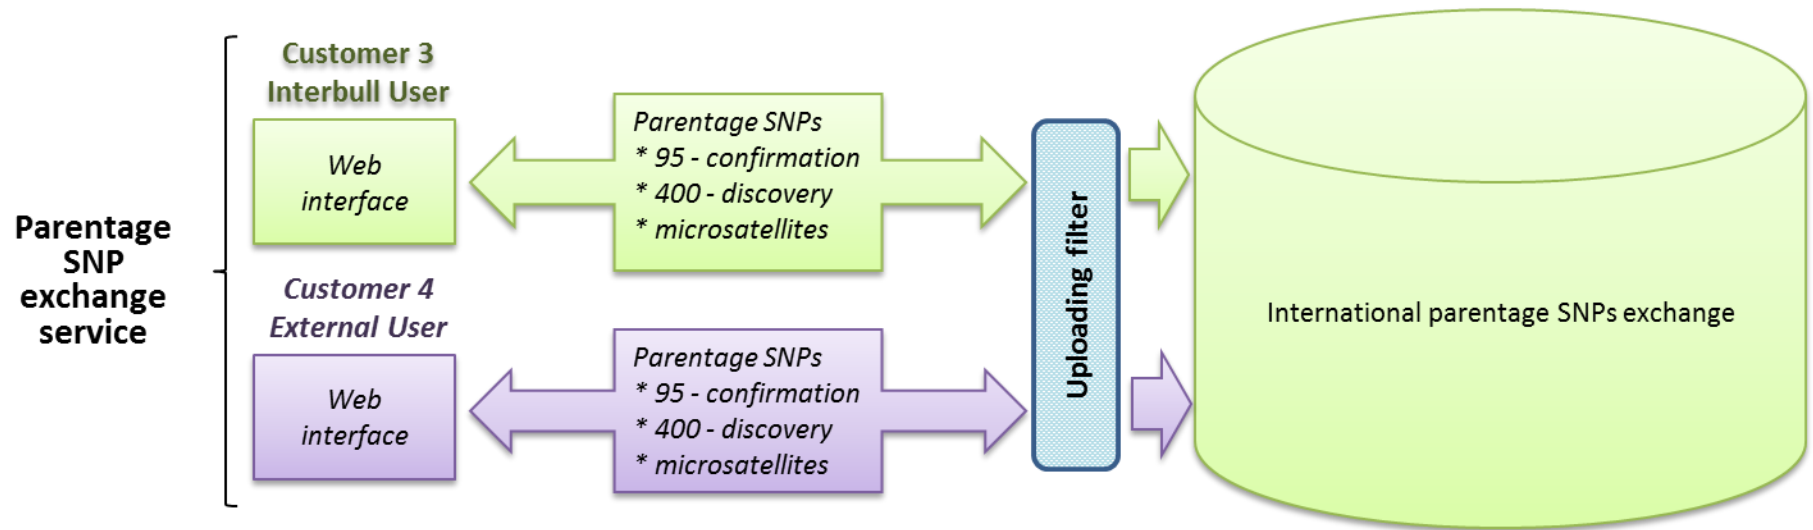 Parentage
SNP
exchange
service
Customer 3
Interbull User
Web
interface
Parentage SNPs
* 95 - confirmation
* 400 - discovery
* microsatellites
Customer 4
External User
Web
interface
Parentage SNPs
* 95 - confirmation
* 400 - discovery
* microsatellites
Uploading filter
International parentage SNPs exchange